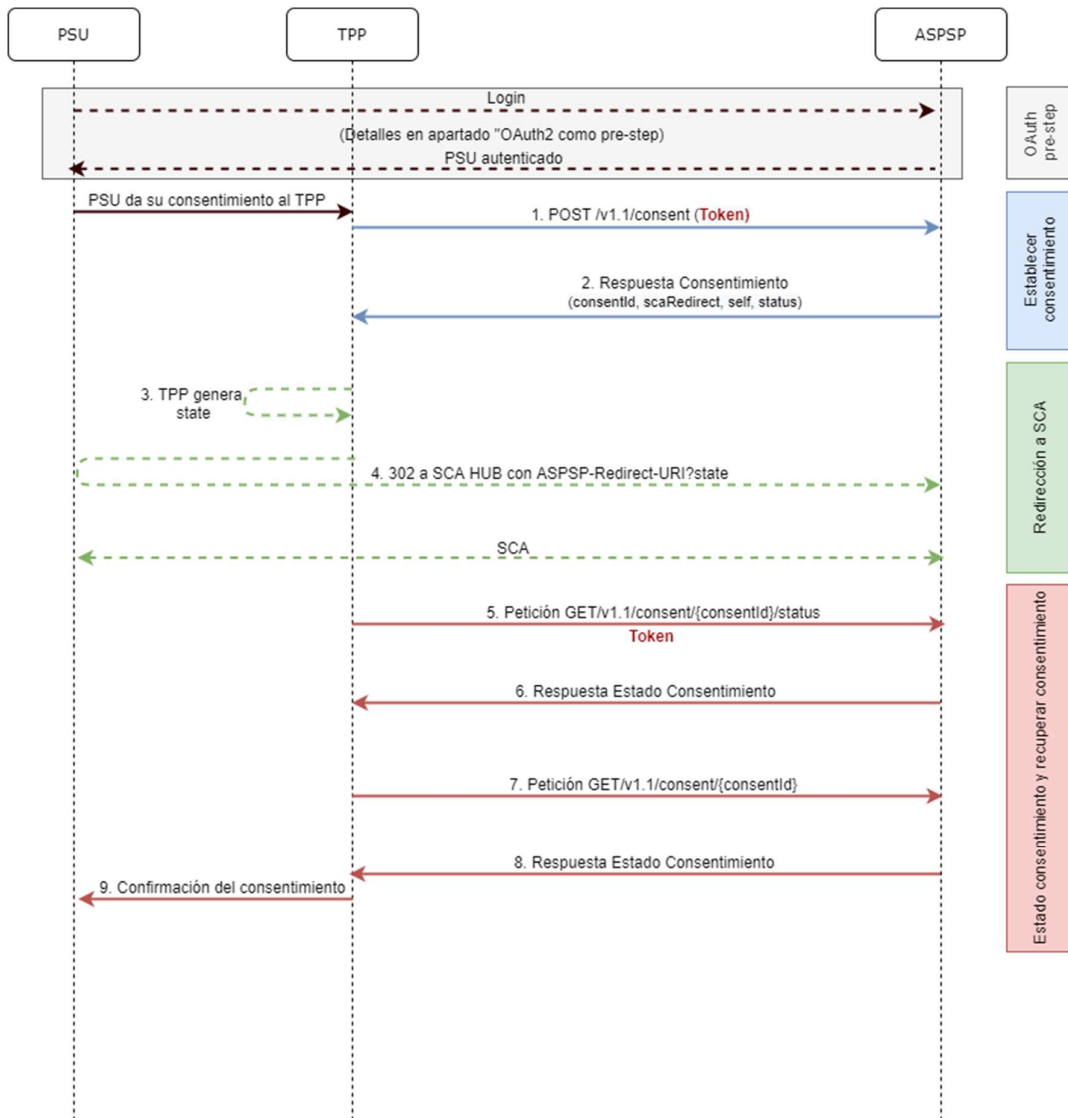 PSU
TPP
ASPSP
Login
(Detalles en apartado "OAuth2 como pre-step)
PSU autenticado
OAuth
pre-step
PSU da su consentimiento al TPP
1. POST /v1.1/consent (Token)
2. Respuesta Consentimiento
(consentId, scaRedirect, self, status)
Establecer
consentimiento
3. TPP genera
state
4. 302 a SCA HUB con ASPSP-Redirect-URI?state
SCA
Redirección a SCA
5. Petición GET/v1.1/consent/{consentId}/status
Token
6. Respuesta Estado Consentimiento
7. Petición GET/v1.1/consent/{consentId}
8. Respuesta Estado Consentimiento
9. Confirmación del consentimiento
Estado consentimiento y recuperar consentimiento